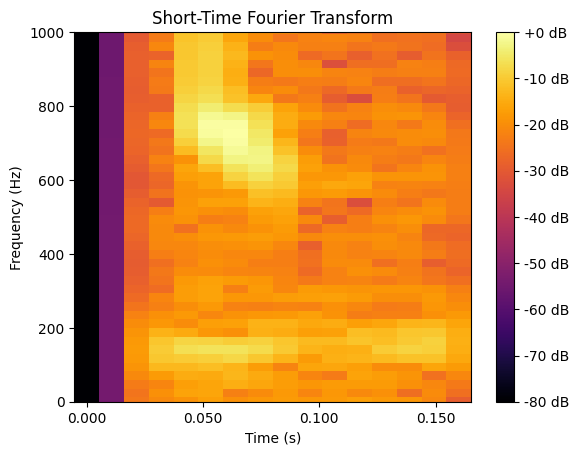 Short-Time Fourier Transform
1000
800
600
400
200
0
Frequency (Hz)
0.000
0.050
0.100
0.150
Time (s)
+0 dB
-10 dB
-20 dB
-30 dB
-40 dB
-50 dB
-60 dB
-70 dB
-80 dB